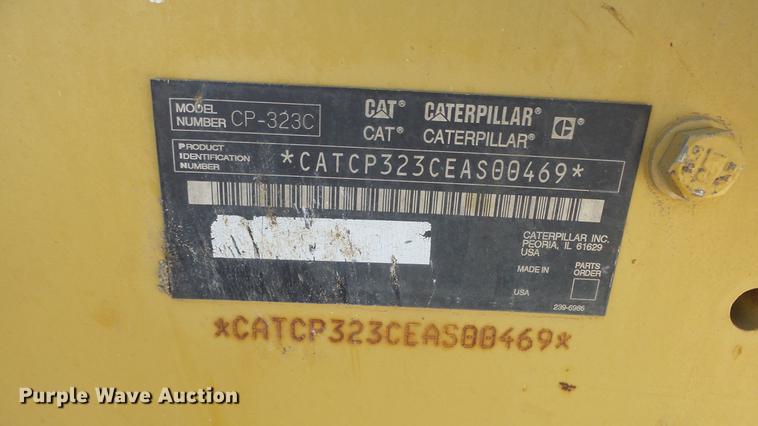 MODEL NUMBER CP-323C
CAT® CATERPILLAR®
CAT® CATERPILLAR®
PRODUCT IDENTIFICATION NUMBER *CATCP323CEAS00469*
CATERPILLAR INC.
PEORIA, IL 61629
USA
MADE IN
PARTS ORDER
USA
239-6986
*CATCP323CEAS00469*
Purple Wave Auction